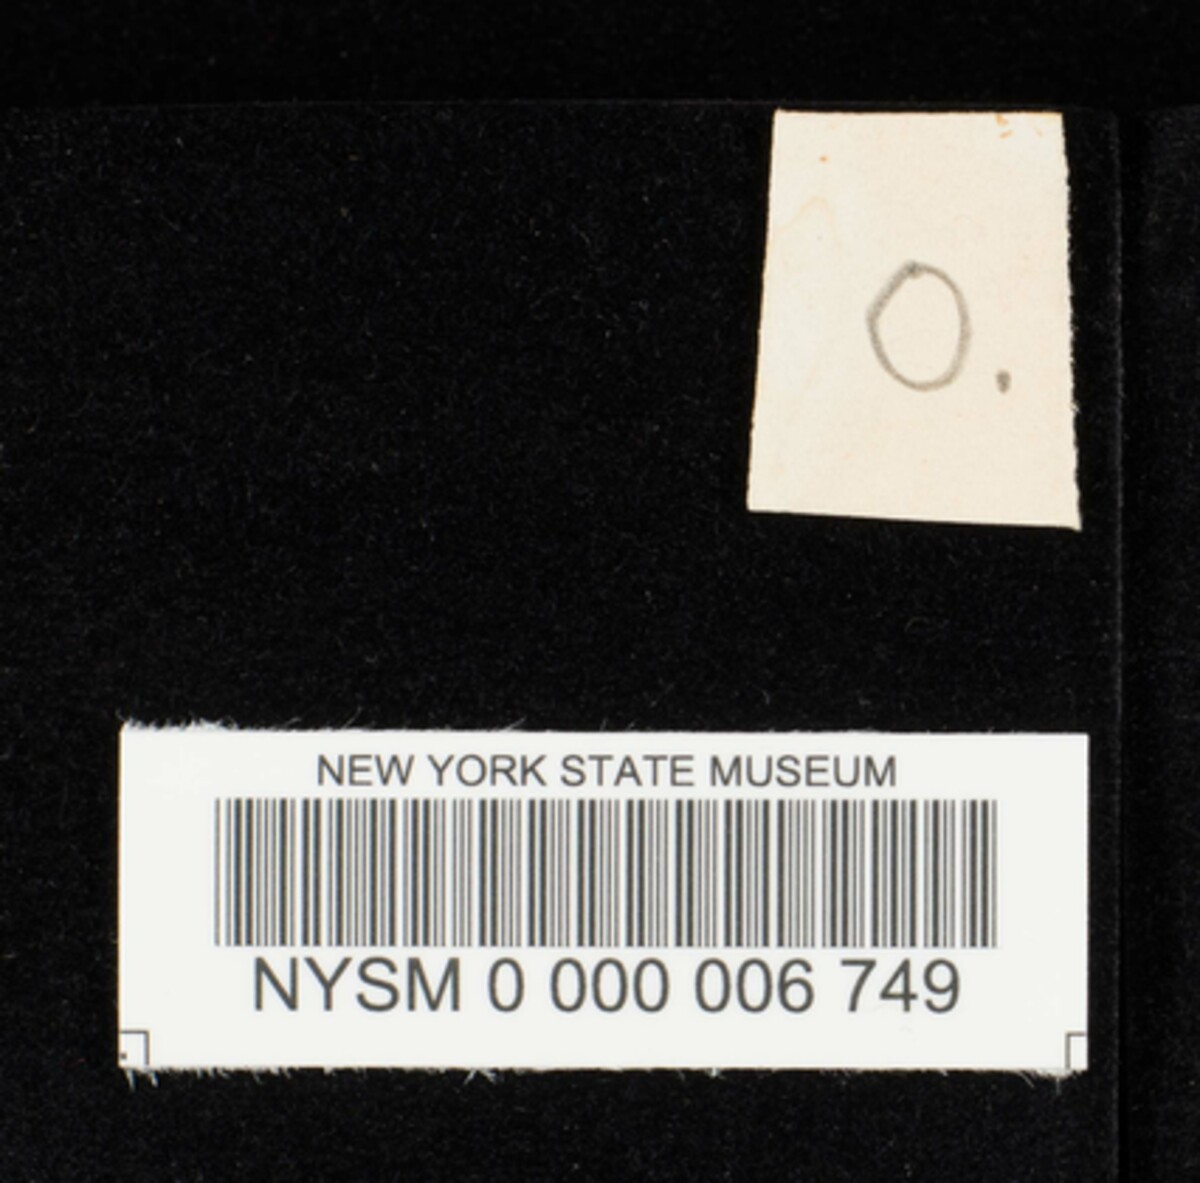 O.
NEW YORK STATE MUSEUM
NYSM 0 000 006 749